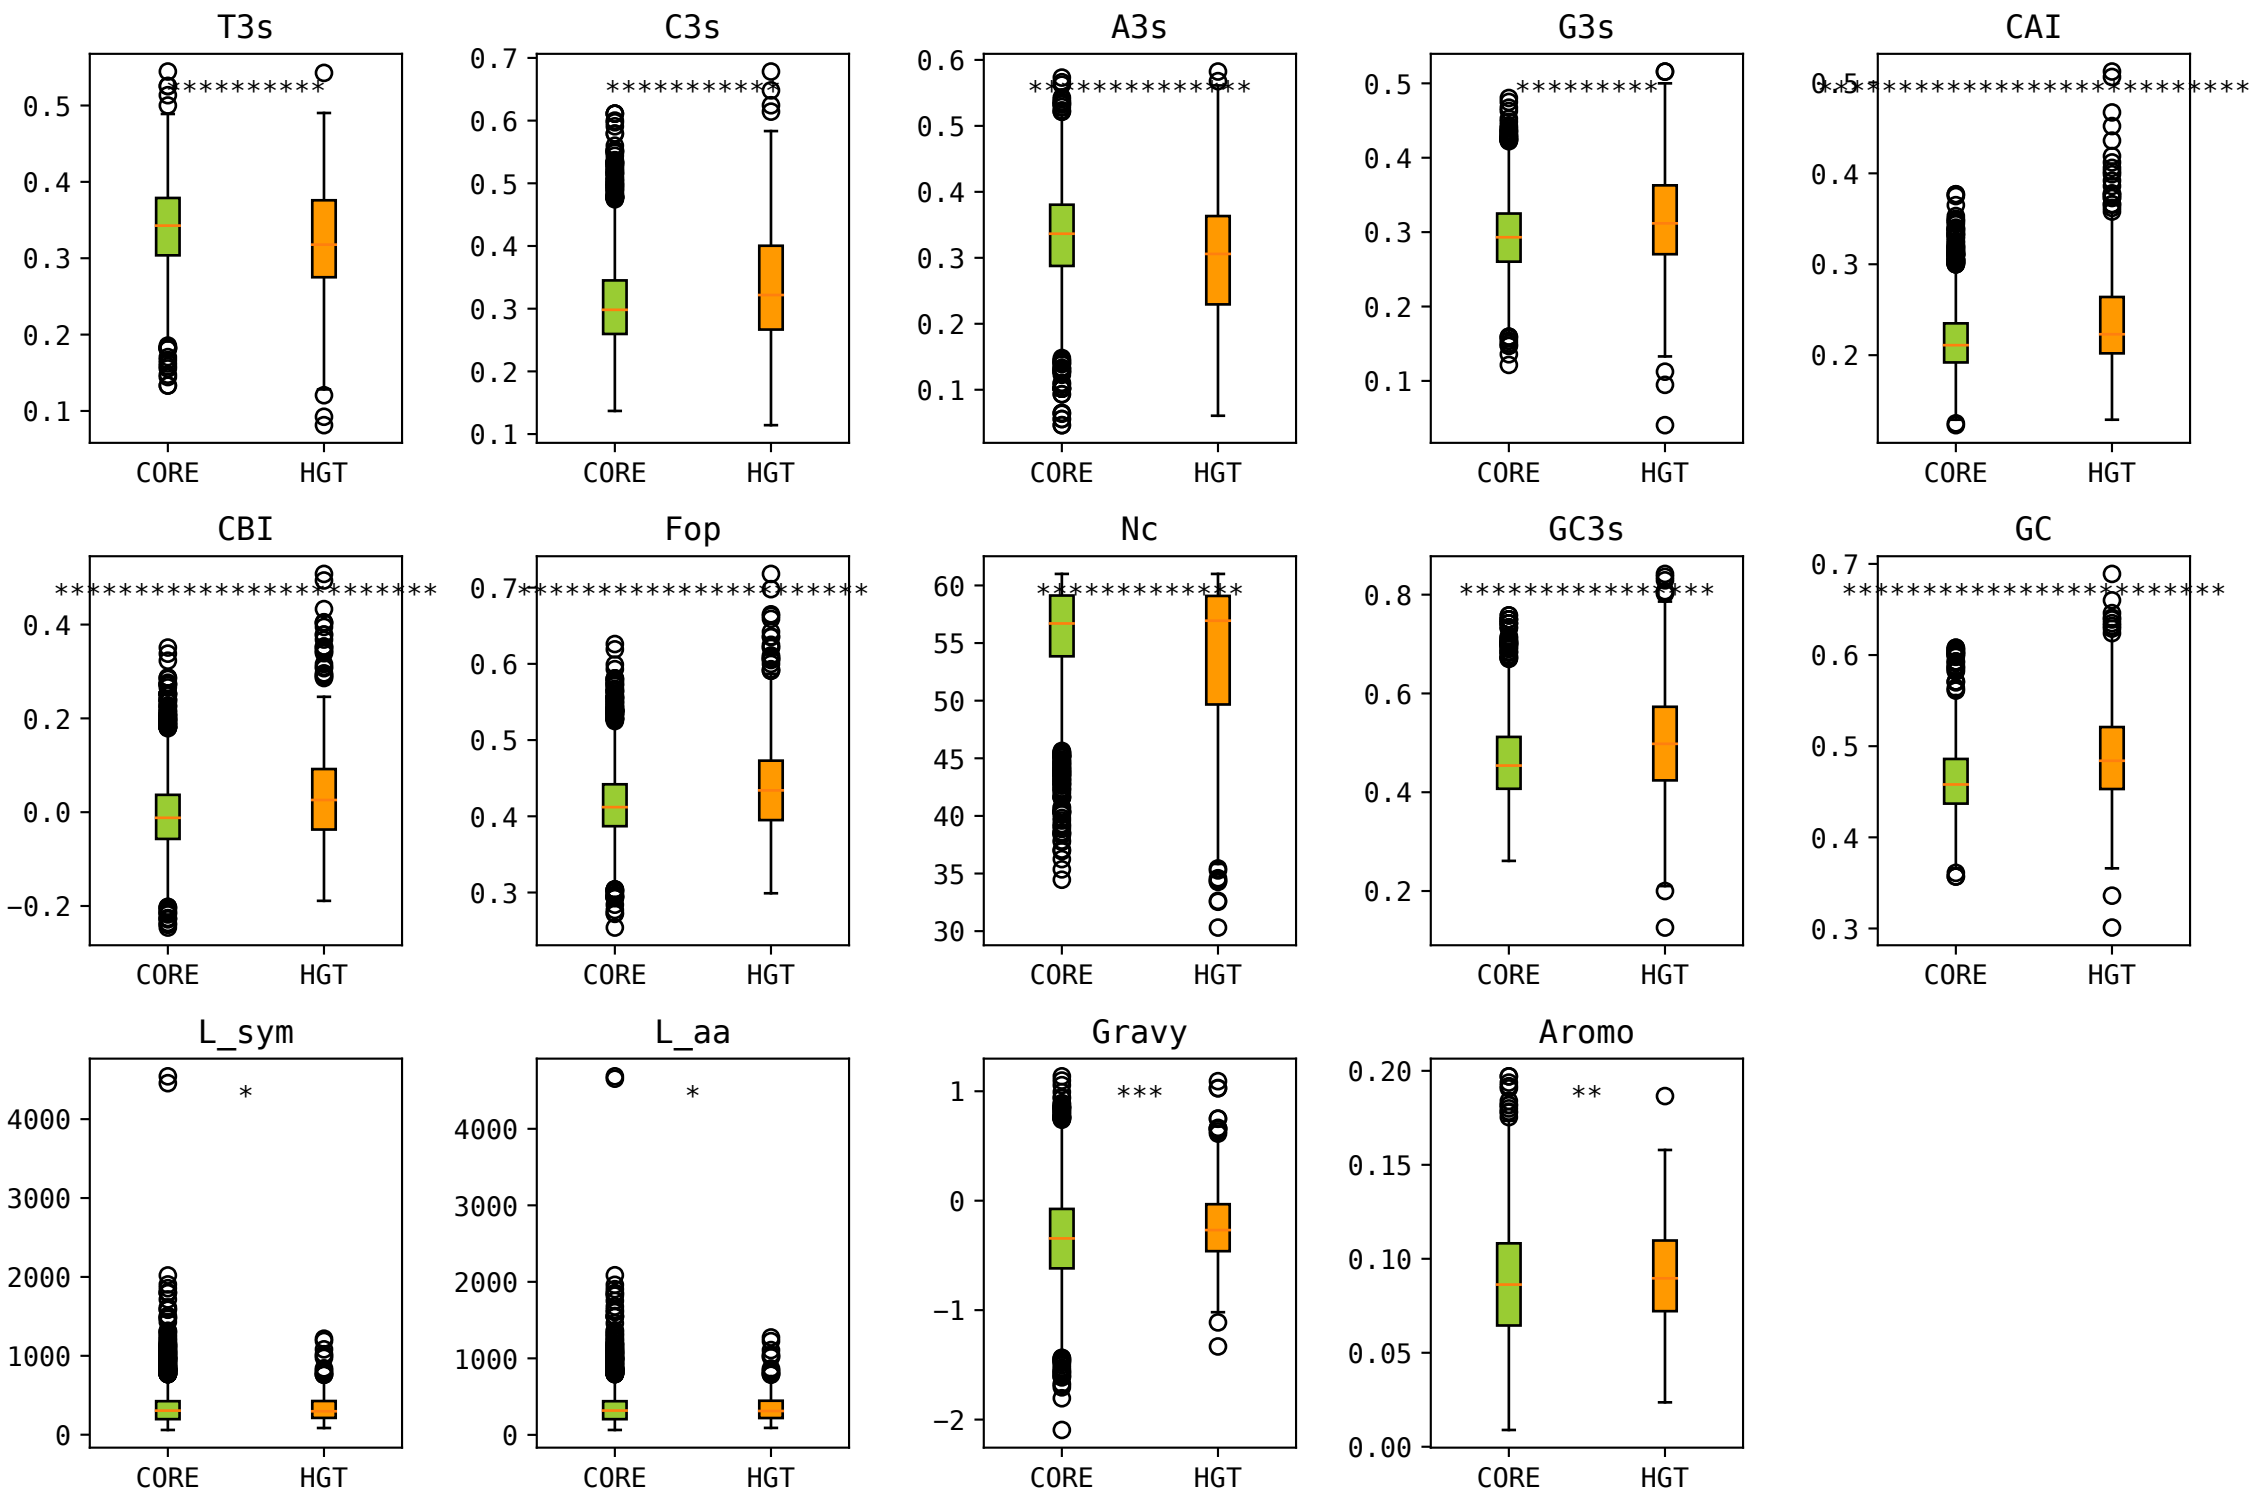 T3s C3s A3s G3s CAI
********** *********** ************** ********* ***************************
0.5 0.7 0.6 0.5 0.5
0.4 0.6 0.5 0.4 0.4
0.3 0.5 0.4 0.3 0.3
0.2 0.4 0.3 0.2 0.2
0.1 0.3 0.2 0.1
0.2 0.1
0.1
CORE HGT CORE HGT CORE HGT CORE HGT CORE HGT
CBI Fop Nc GC3s GC
************************ ********************** ************* **************** ************************
0.4 0.7 60 0.8 0.7
0.2 0.6 55 0.6 0.6
0.0 0.5 50 0.4 0.5
−0.2 0.4 45 0.2 0.4
0.3 40 0.3
35
30
CORE HGT CORE HGT CORE HGT CORE HGT CORE HGT
L_sym L_aa Gravy Aromo
* * *** **
4000 4000 1 0.20
3000 3000 0 0.15
2000 2000 −1 0.10
1000 1000 −2 0.05
0 0 0.00
CORE HGT CORE HGT CORE HGT CORE HGT